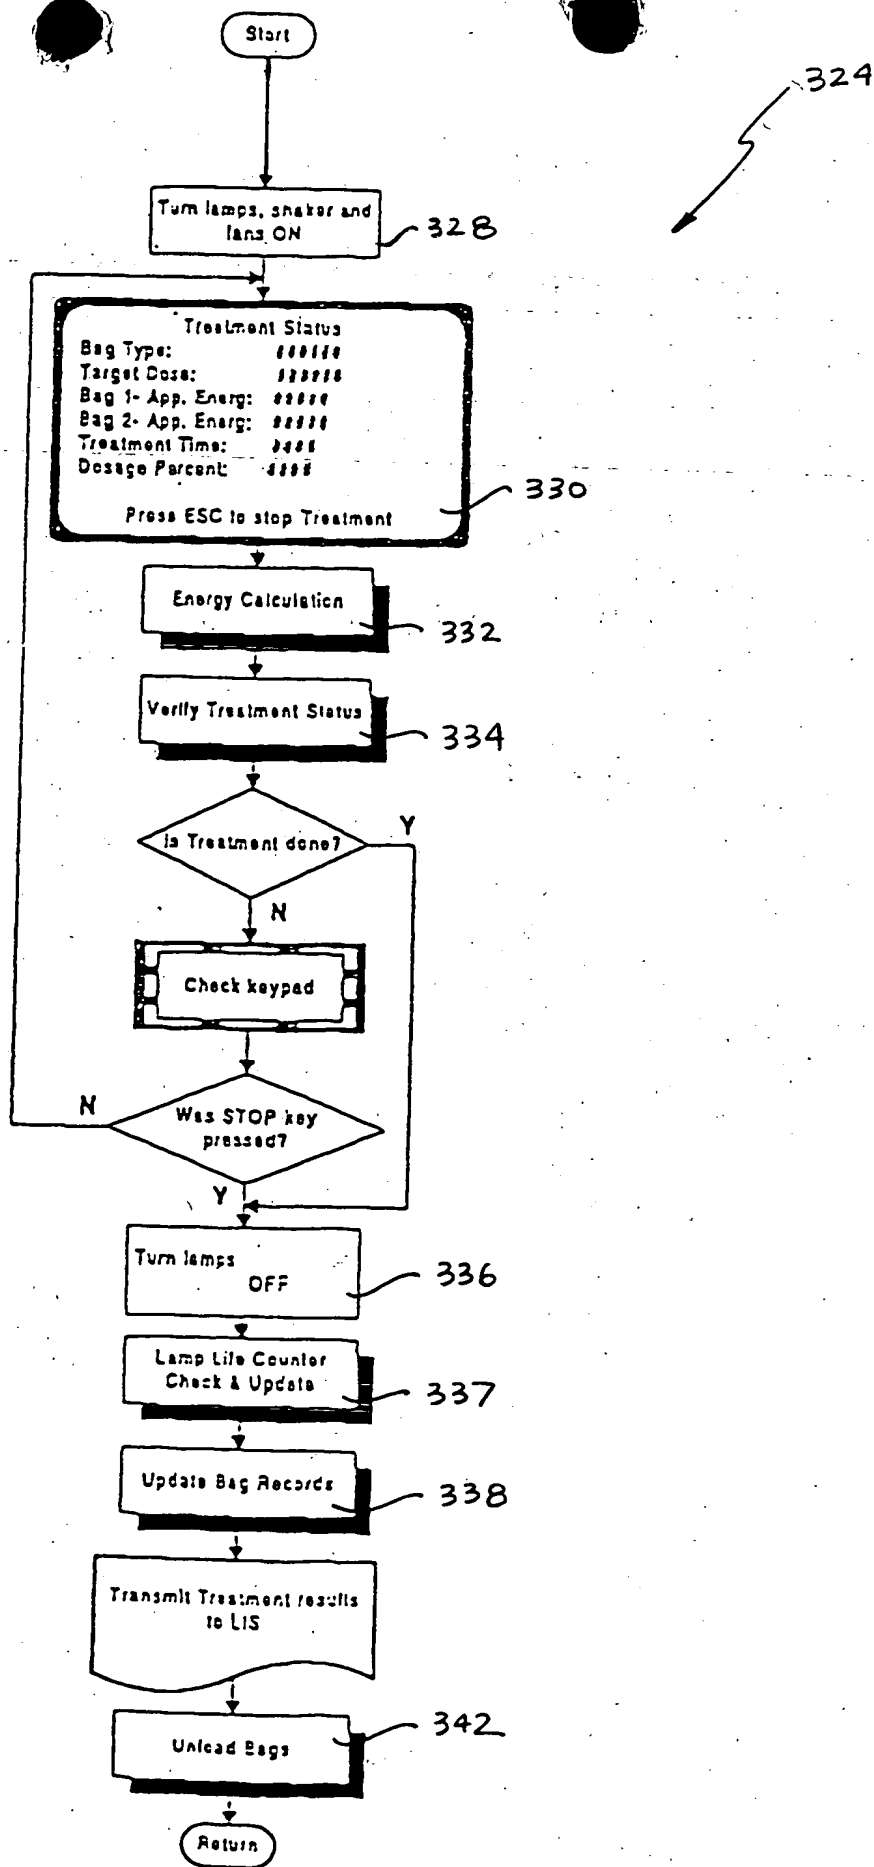 Start
324
Turn lamps, shaker and
fans ON
328
Treatment Status
Bag Type: ######
Target Dose: ######
Bag 1- App. Energ: #####
Bag 2- App. Energ: #####
Treatment Time: ####
Dosage Percent: ####
330
Press ESC to stop Treatment
Energy Calculation
332
Verify Treatment Status
334
Is Treatment done?
Y
N
Check keypad
N
Was STOP key
pressed?
Y
Turn lamps
OFF
336
Lamp Life Counter
Check & Update
337
Update Bag Records
338
Transmit Treatment results
to LIS
Unload Bags
342
Return